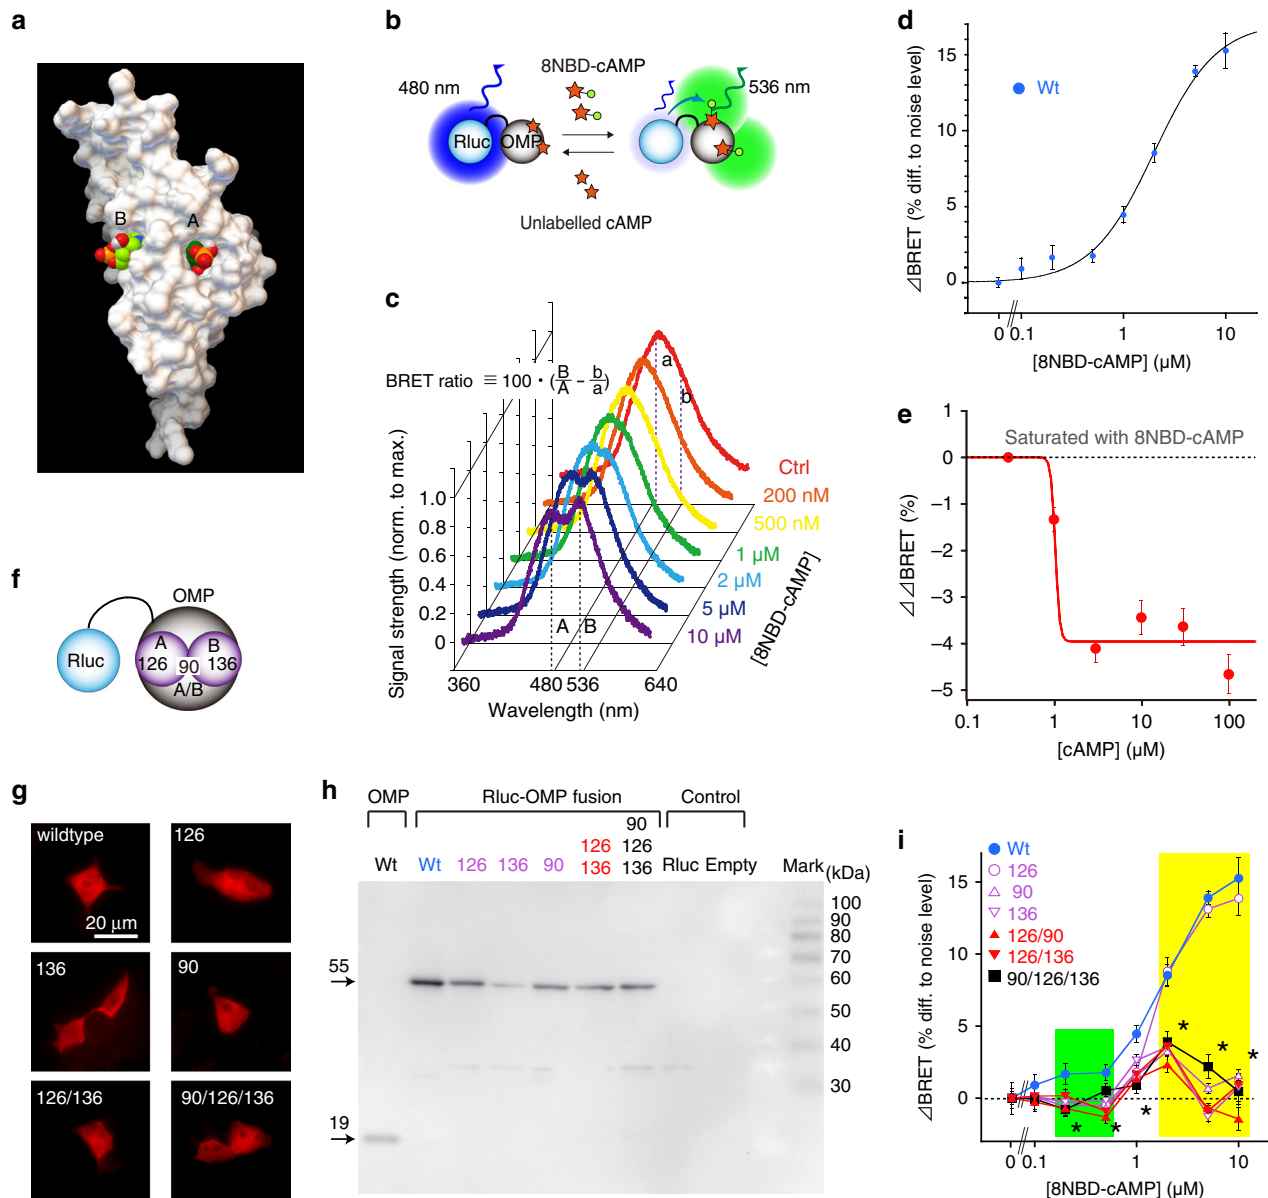 a
B
A
b
8NBD-cAMP
480 nm
536 nm
Rluc
OMP
Unlabelled cAMP
c
BRET ratio ≡ 100 · (B/A – b/a)
a
b
Signal strength (norm. to max.)
1.0
0.8
0.6
0.4
0.2
0
A
B
360
480
536
640
Wavelength (nm)
Ctrl
200 nM
500 nM
1 μM
2 μM
5 μM
10 μM
[8NBD-cAMP]
d
Wt
⊿BRET (% diff. to noise level)
15
10
5
0
0
0.1
1
10
[8NBD-cAMP] (μM)
e
Saturated with 8NBD-cAMP
⊿⊿BRET (%)
0
–1
–2
–3
–4
–5
0.1
1
10
100
[cAMP] (μM)
f
OMP
Rluc
A
126
90
B
136
A/B
g
wildtype
20 μm
126
136
90
126/136
90/126/136
h
OMP
Rluc-OMP fusion
Control
Wt
Wt
126
136
90
126
136
90
126
136
Rluc
Empty
Mark
(kDa)
100
90
80
70
60
50
40
30
55
19
i
Wt
126
90
136
126/90
126/136
90/126/136
⊿BRET (% diff. to noise level)
15
10
5
0
*
*
*
*
*
*
0
0.1
1
10
[8NBD-cAMP] (μM)